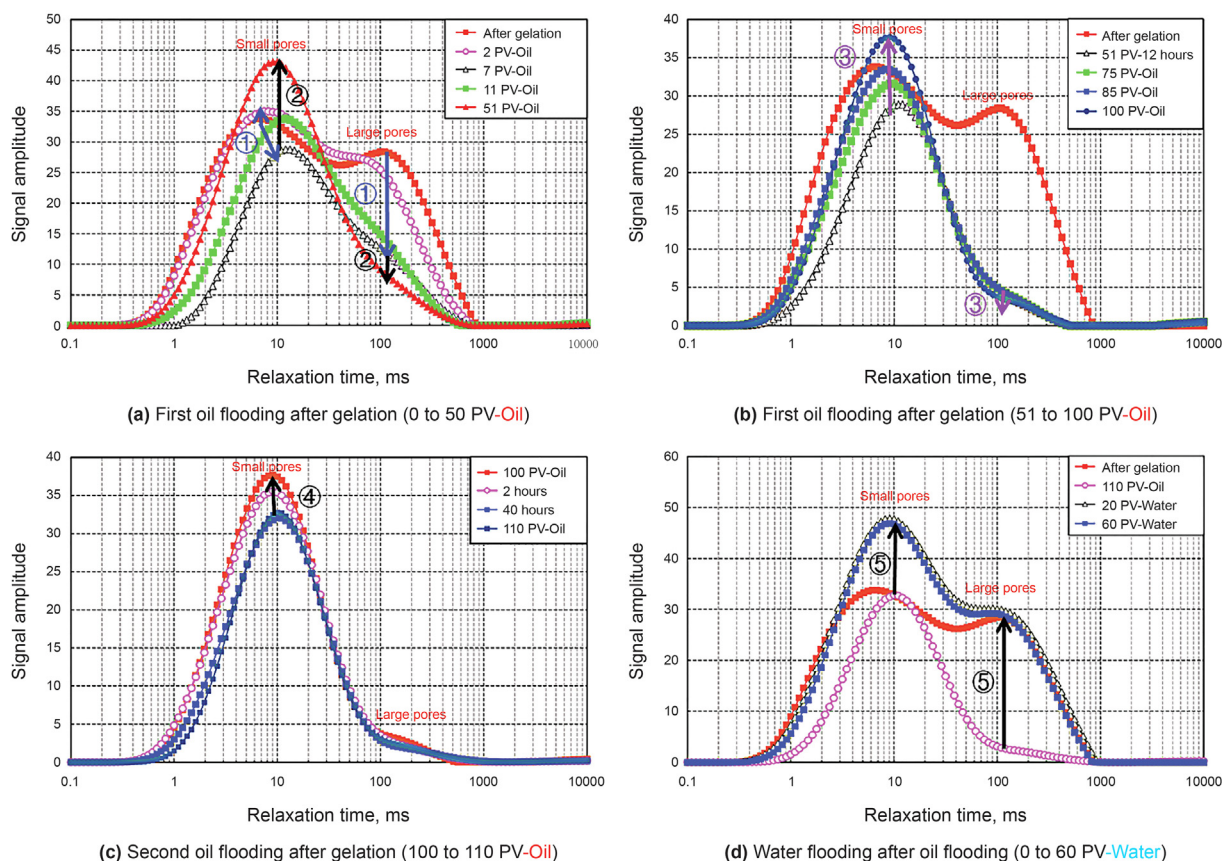 50
45
40
35
30
25
20
15
10
5
0
Signal amplitude
After gelation
2 PV-Oil
7 PV-Oil
11 PV-Oil
51 PV-Oil
Small pores
Large pores
①
②
①
②
0.1
1
10
100
1000
10000
Relaxation time, ms
(a) First oil flooding after gelation (0 to 50 PV-Oil)
40
35
30
25
20
15
10
5
0
Signal amplitude
After gelation
51 PV-12 hours
75 PV-Oil
85 PV-Oil
100 PV-Oil
Small pores
Large pores
③
③
0.1
1
10
100
1000
10000
Relaxation time, ms
(b) First oil flooding after gelation (51 to 100 PV-Oil)
40
35
30
25
20
15
10
5
0
Signal amplitude
100 PV-Oil
2 hours
40 hours
110 PV-Oil
Small pores
Large pores
④
0.1
1
10
100
1000
10000
Relaxation time, ms
(c) Second oil flooding after gelation (100 to 110 PV-Oil)
60
50
40
30
20
10
0
Signal amplitude
After gelation
110 PV-Oil
20 PV-Water
60 PV-Water
Small pores
Large pores
⑤
⑤
0.1
1
10
100
1000
10000
Relaxation time, ms
(d) Water flooding after oil flooding (0 to 60 PV-Water)